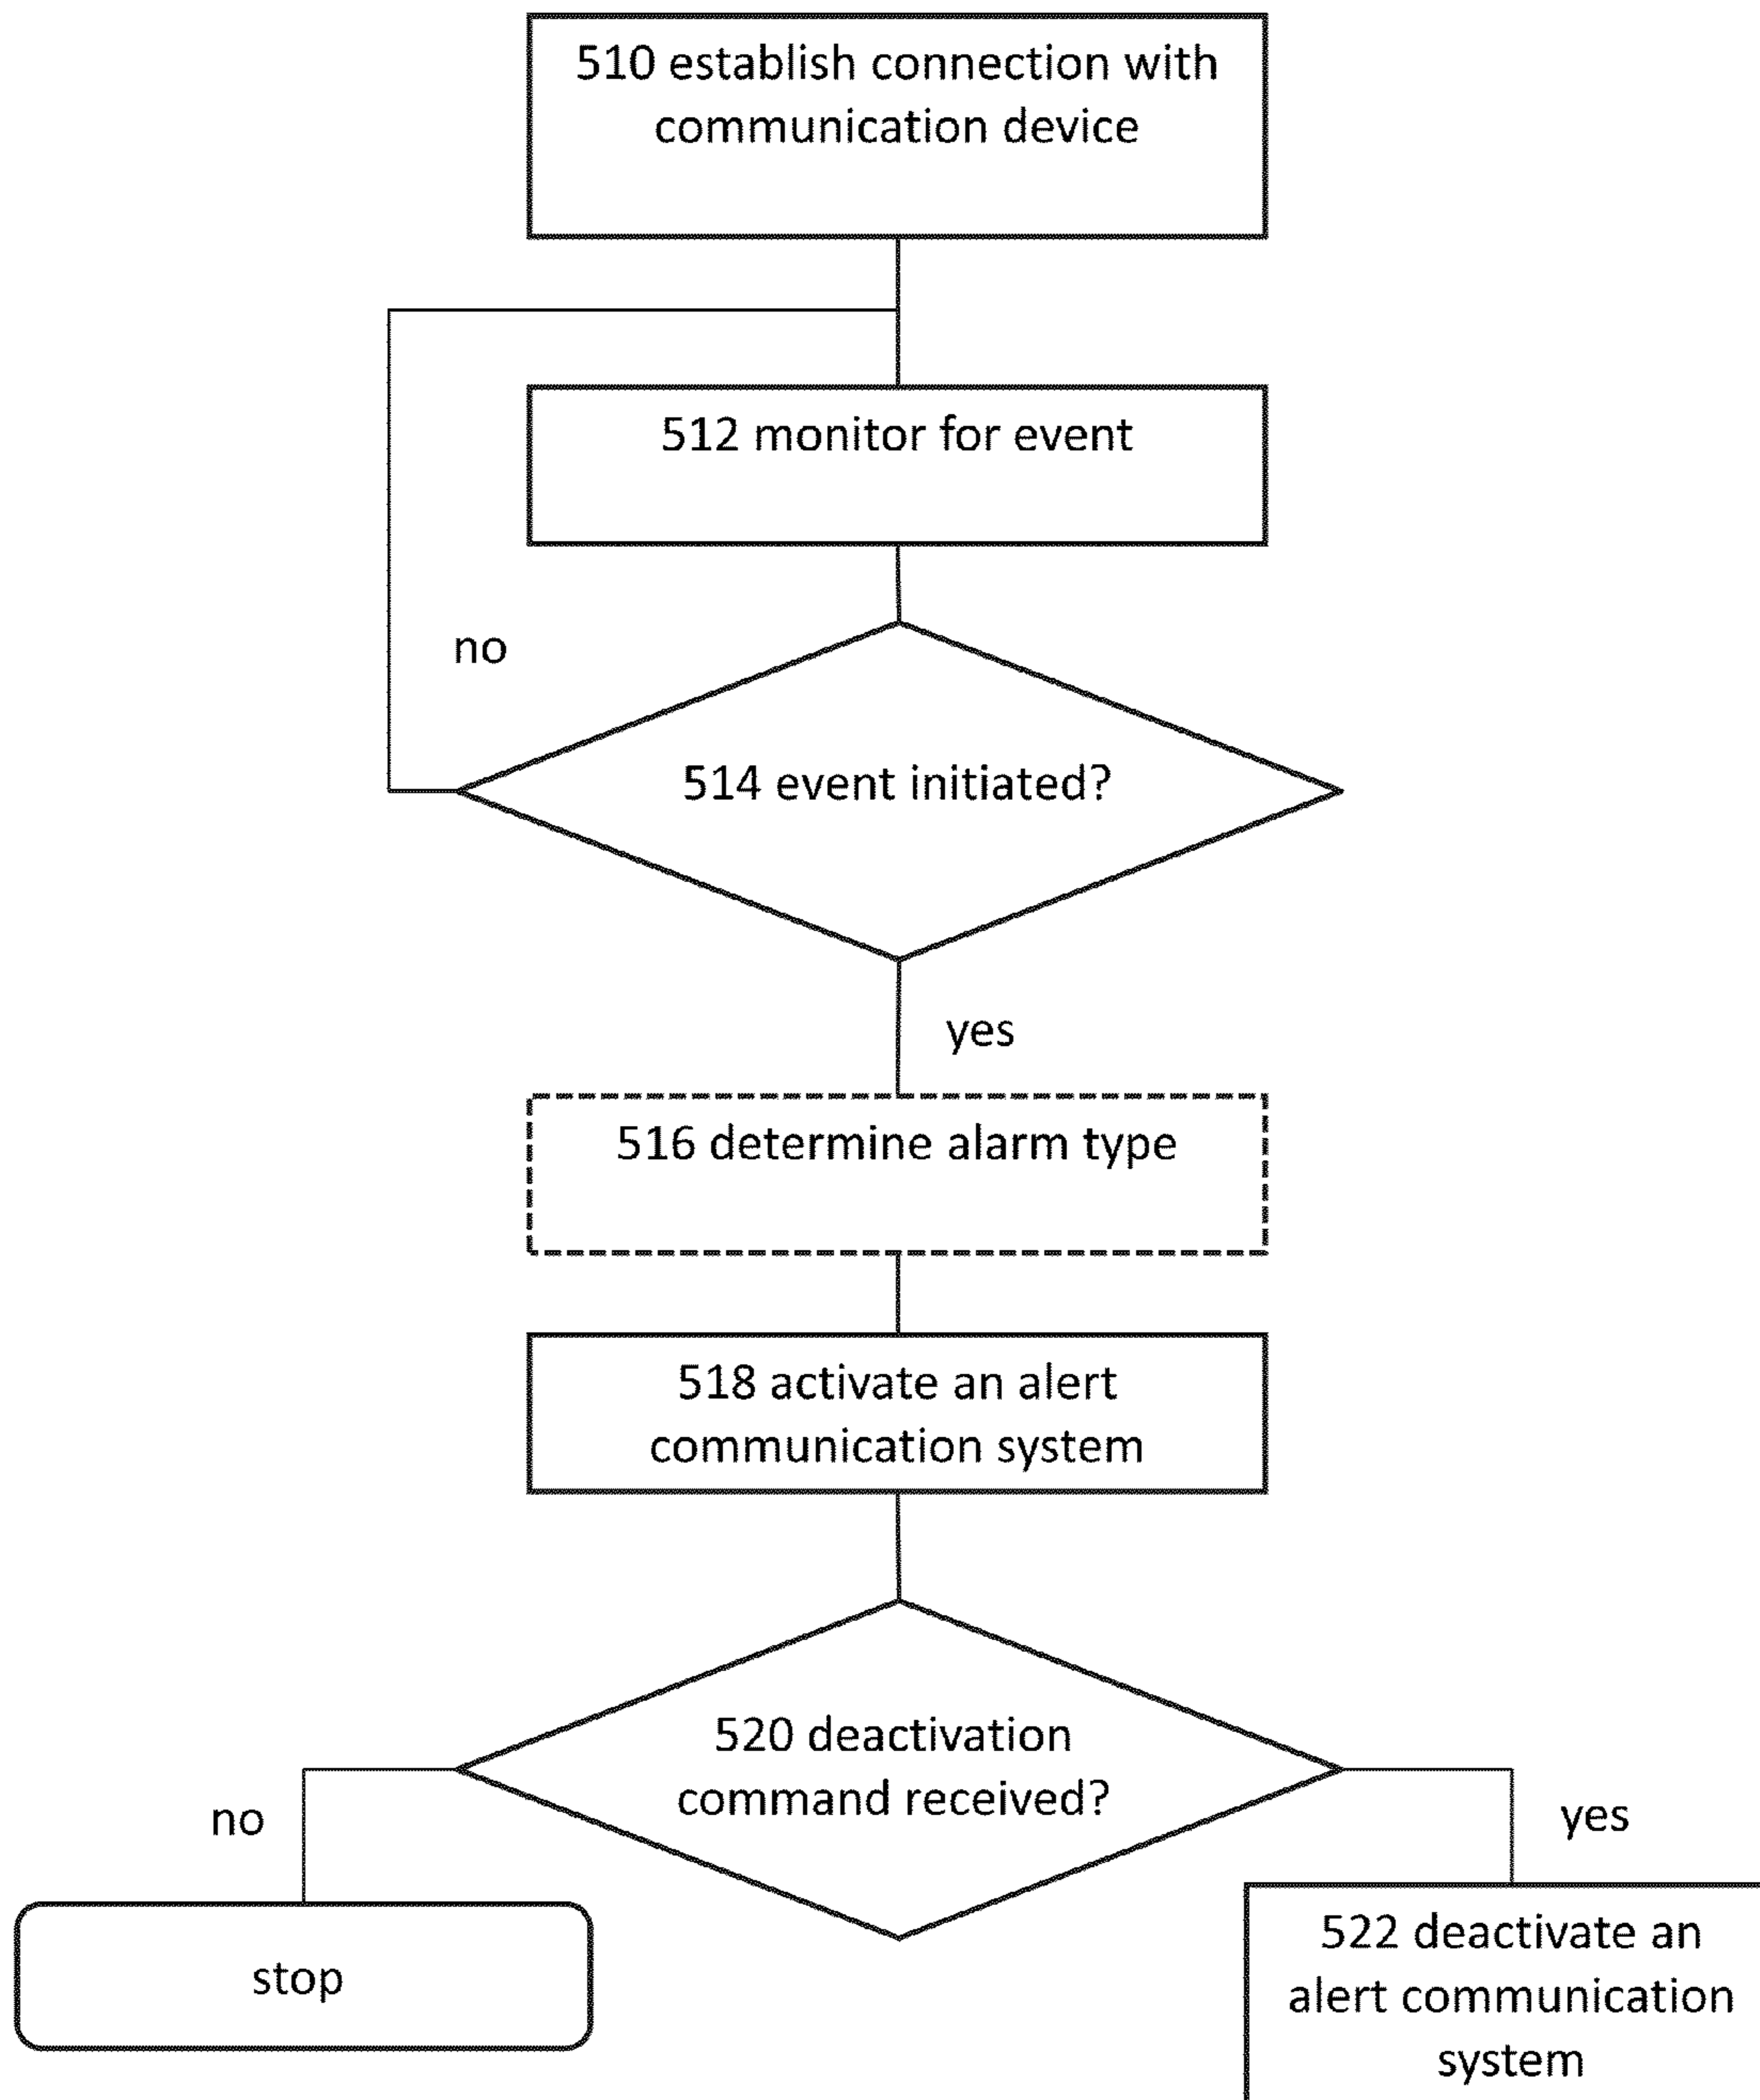 510 establish connection with
communication device
512 monitor for event
no
514 event initiated?
yes
516 determine alarm type
518 activate an alert
communication system
520 deactivation
command received?
no
yes
stop
522 deactivate an
alert communication
system